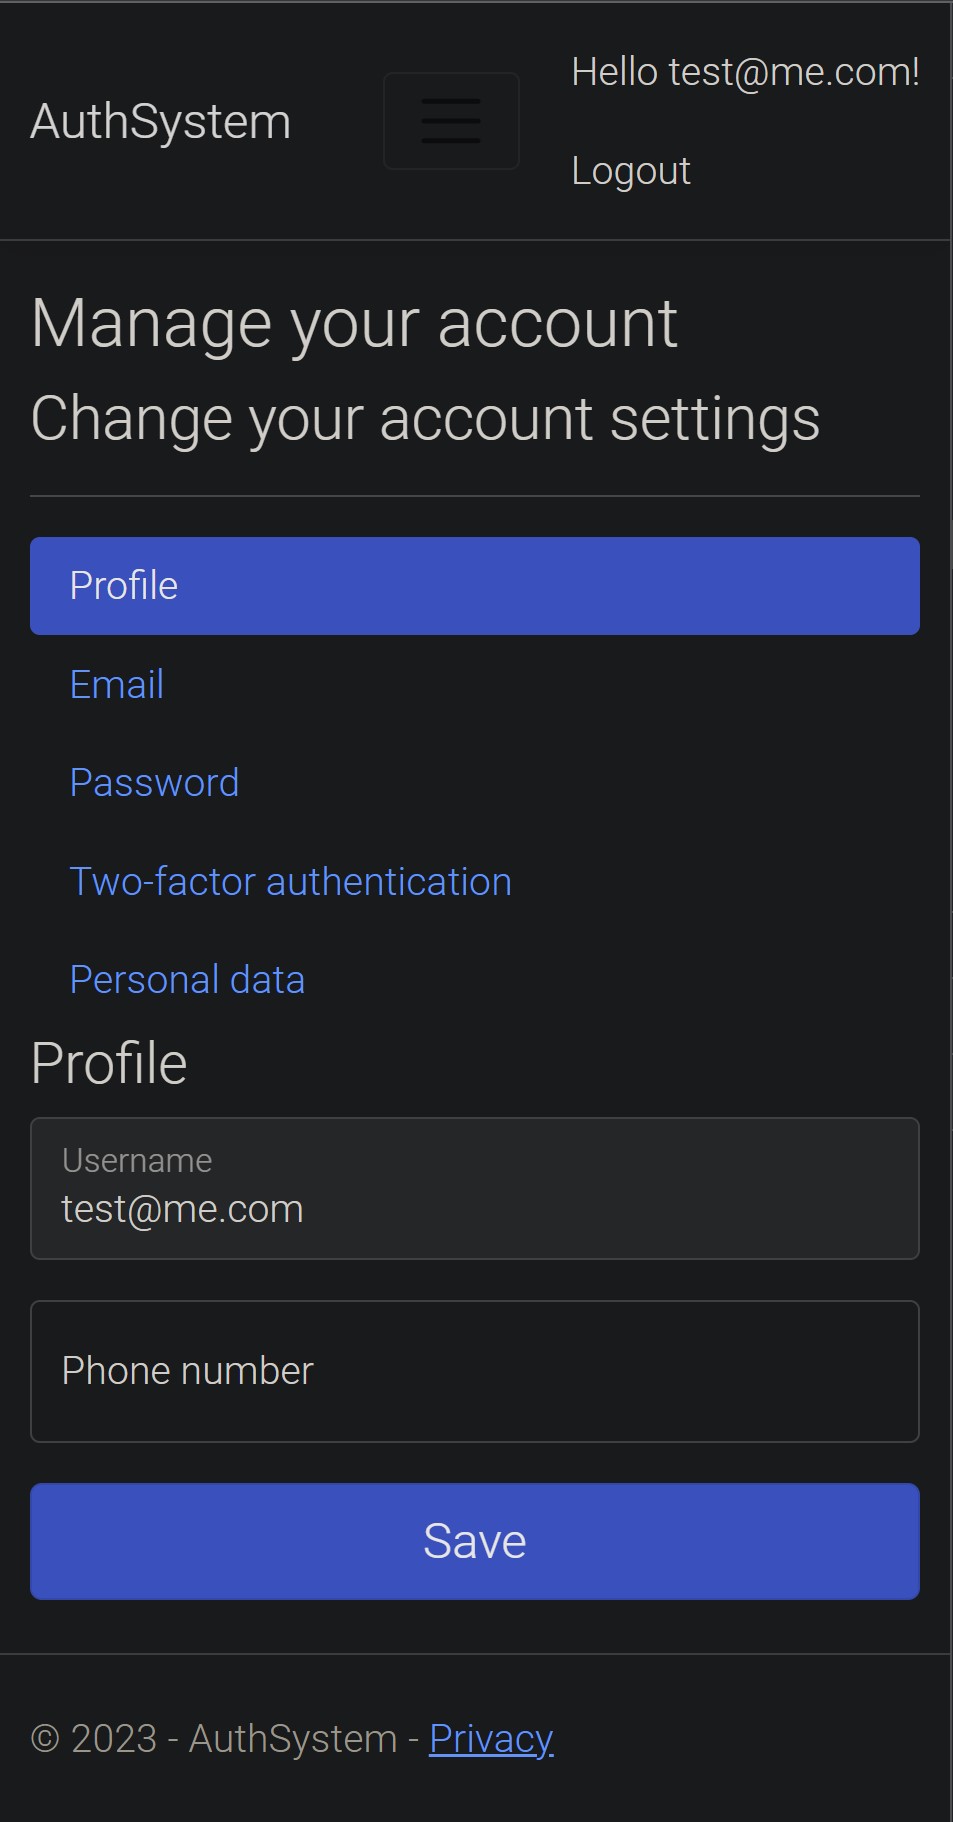 AuthSystem
Hello test@me.com!
Logout
Manage your account
Change your account settings
Profile
Email
Password
Two-factor authentication
Personal data
Profile
Username
test@me.com
Phone number
Save
© 2023 - AuthSystem - Privacy